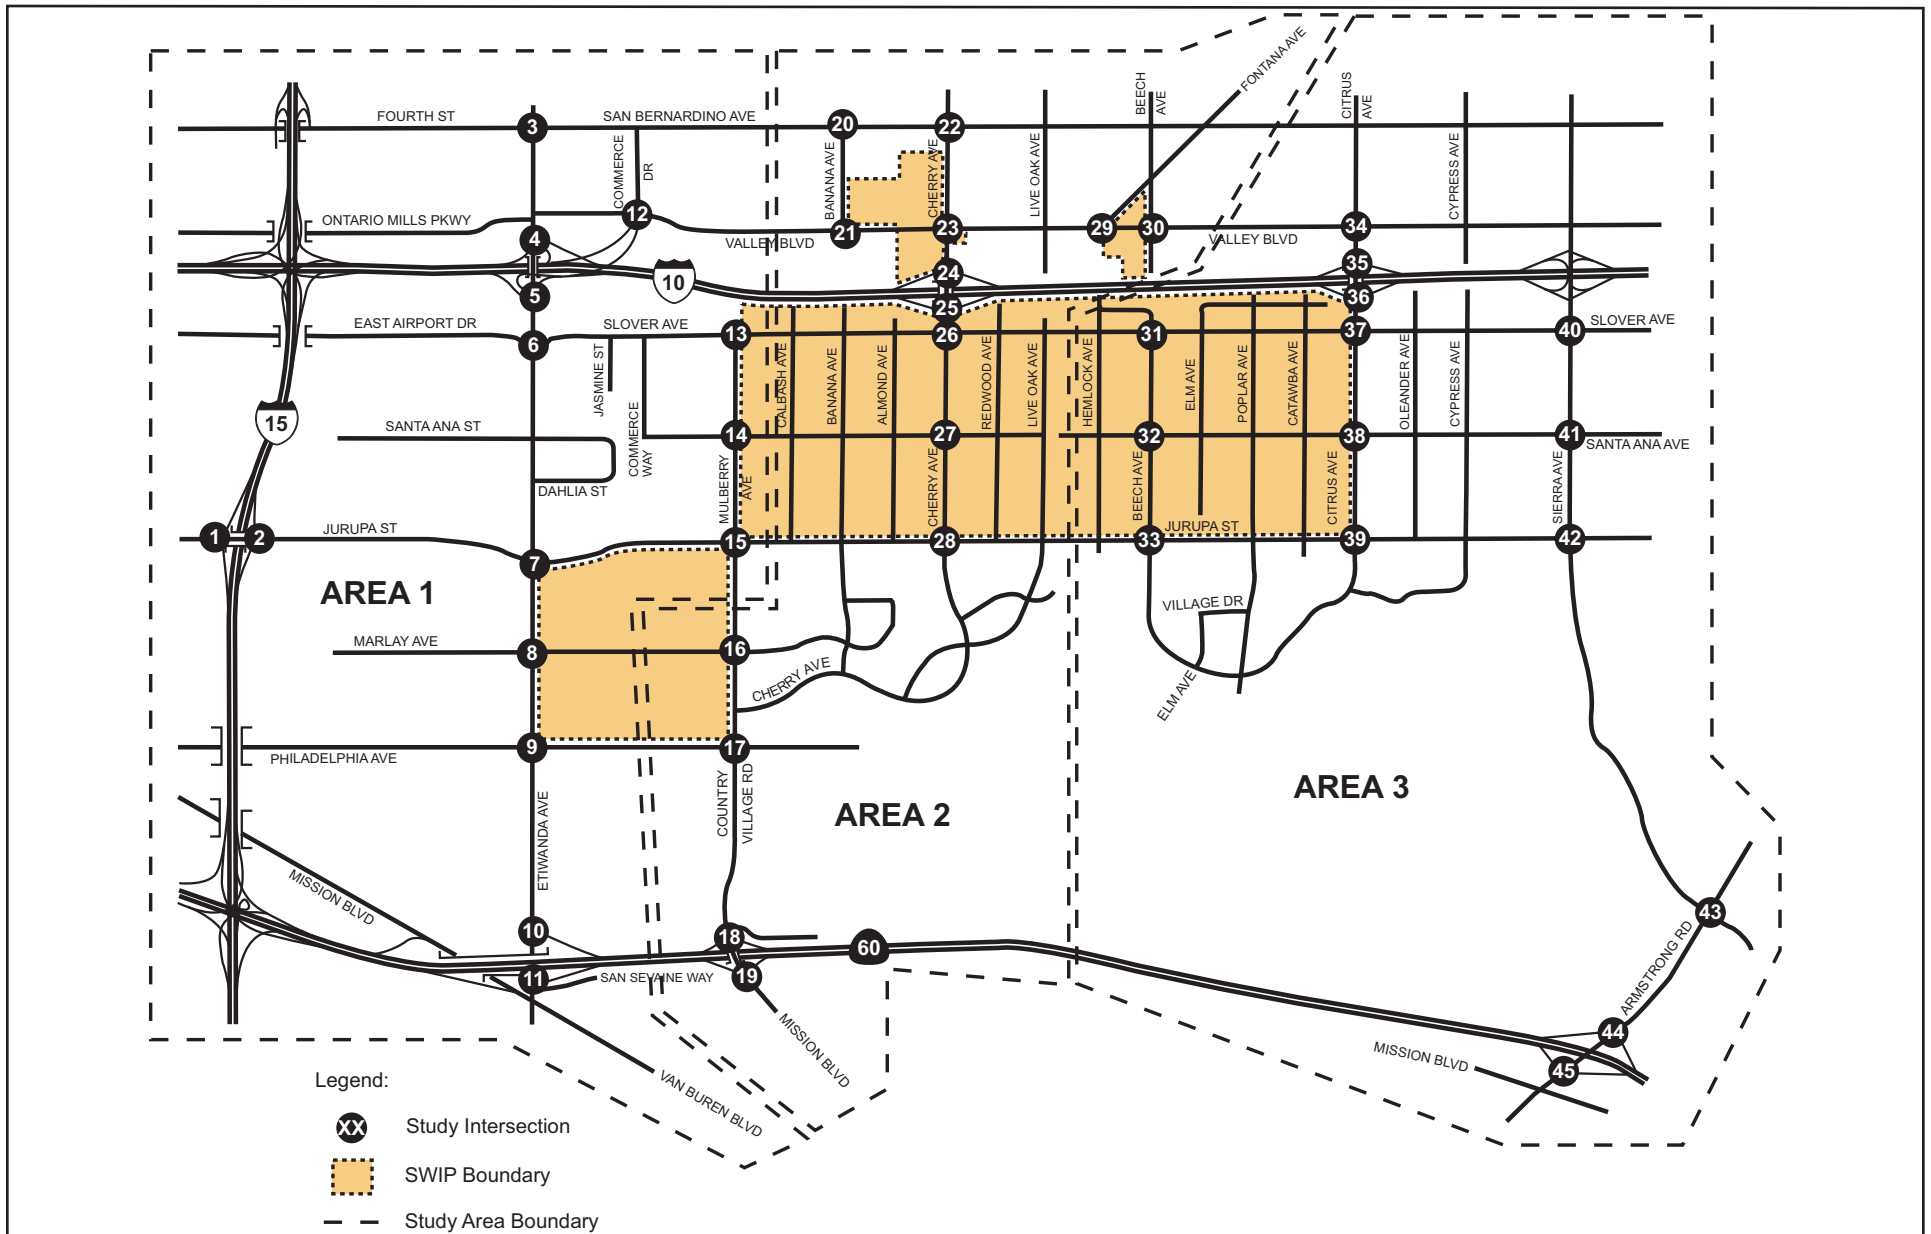 FONTANA AVE
BEECH
AVE
CITRUS
AVE
FOURTH ST
3
SAN BERNARDINO AVE
20
22
COMMERCE
DR
BANANA AVE
CHERRY AVE
LIVE OAK AVE
CYPRESS AVE
ONTARIO MILLS PKWY
12
4
VALLEY BLVD
21
23
29
30
VALLEY BLVD
34
10
24
35
5
25
36
EAST AIRPORT DR
6
SLOVER AVE
13
26
31
37
40
SLOVER AVE
JASMINE ST
COMMERCE
WAY
CALBASH AVE
BANANA AVE
ALMOND AVE
REDWOOD AVE
LIVE OAK AVE
HEMLOCK AVE
ELM AVE
POPLAR AVE
CATAWBA AVE
OLEANDER AVE
CYPRESS AVE
15
SANTA ANA ST
14
27
32
38
41
SANTA ANA AVE
DAHLIA ST
MULBERRY
AVE
CHERRY AVE
BEECH AVE
CITRUS AVE
SIERRA AVE
1
2
JURUPA ST
7
15
28
33
JURUPA ST
39
42
AREA 1
VILLAGE DR
MARLAY AVE
8
16
CHERRY AVE
ELM AVE
9
17
PHILADELPHIA AVE
ETIWANDA AVE
COUNTRY
VILLAGE RD
AREA 2
AREA 3
MISSION BLVD
10
18
60
43
11
SAN SEVAINE WAY
19
ARMSTRONG RD
MISSION BLVD
44
MISSION BLVD
45
VAN BUREN BLVD
Legend:
XX
Study Intersection
SWIP Boundary
Study Area Boundary